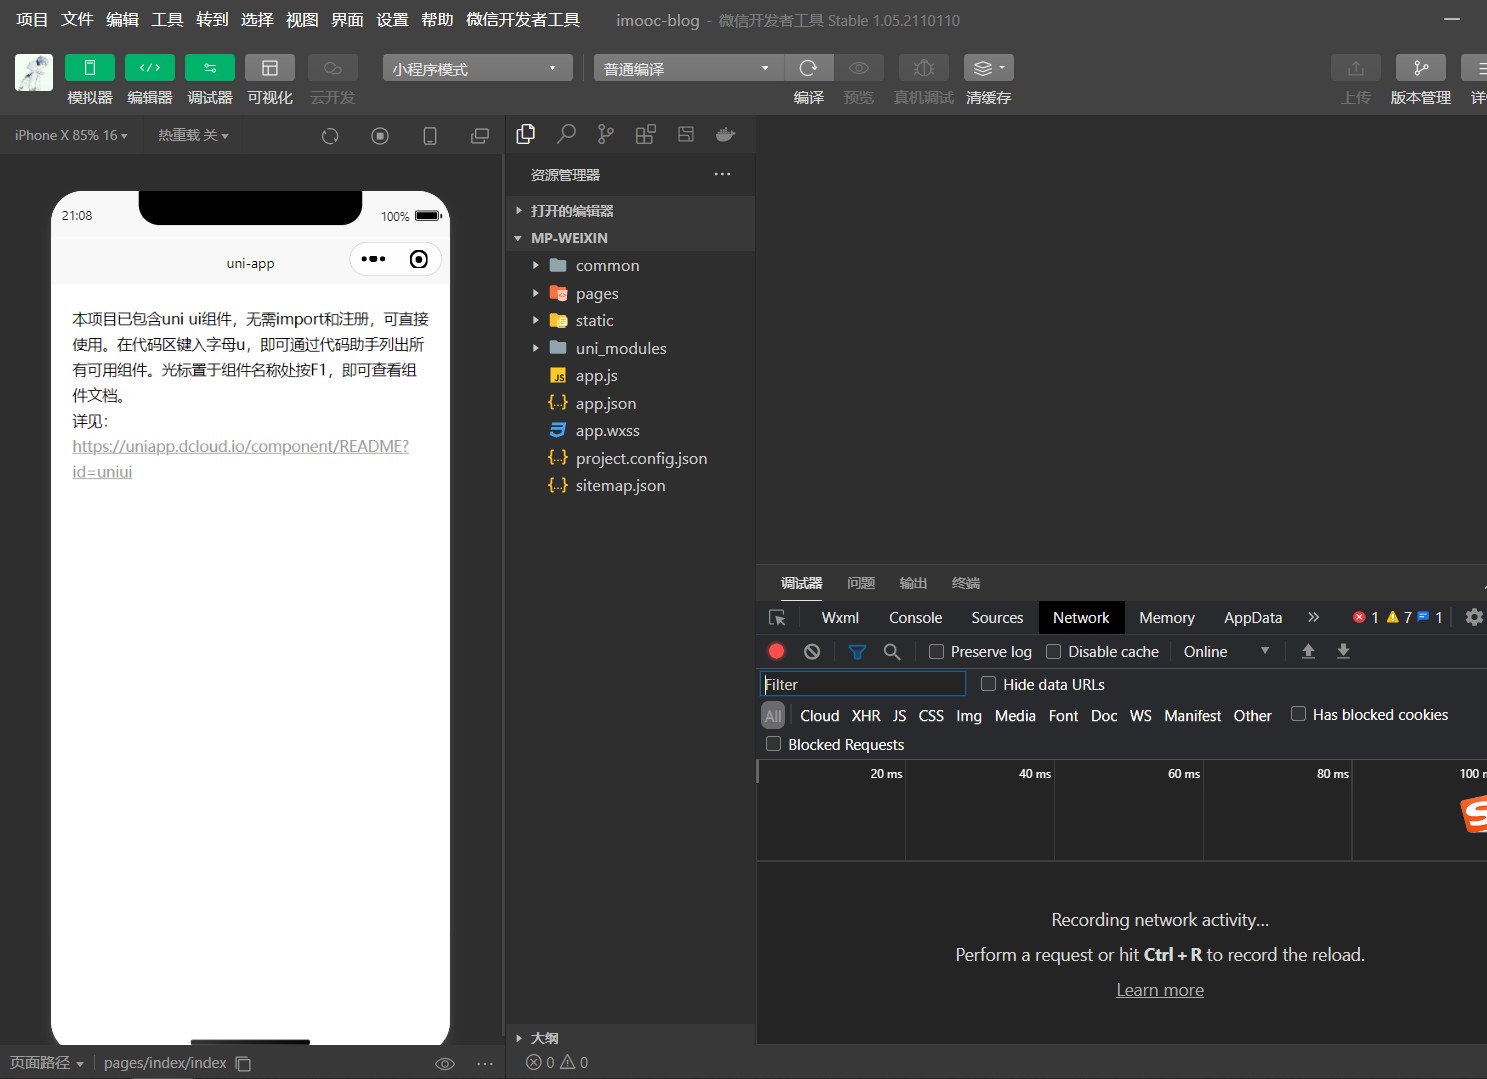 项目 文件 编辑 工具 转到 选择 视图 界面 设置 帮助 微信开发者工具 imooc-blog - 微信开发者工具 Stable 1.05.2110110
小程序模式 普通编译
模拟器 编辑器 调试器 可视化 云开发 编译 预览 真机调试 清缓存 上传 版本管理
iPhone X 85% 16 热重载 关
21:08 100%
uni-app
本项目已包含uni ui组件，无需import和注册，可直接
使用。在代码区键入字母u，即可通过代码助手列出所
有可用组件。光标置于组件名称处按F1，即可查看组
件文档。
详见：
https://uniapp.dcloud.io/component/README?
id=uniui
页面路径 pages/index/index
资源管理器
打开的编辑器
MP-WEIXIN
common
pages
static
uni_modules
JS app.js
{..} app.json
app.wxss
{..} project.config.json
{..} sitemap.json
大纲
0 0
调试器 问题 输出 终端
Wxml Console Sources Network Memory AppData » 1 7 1
Preserve log Disable cache Online
Filter Hide data URLs
All Cloud XHR JS CSS Img Media Font Doc WS Manifest Other Has blocked cookies
Blocked Requests
20 ms 40 ms 60 ms 80 ms 100
Recording network activity...
Perform a request or hit Ctrl + R to record the reload.
Learn more